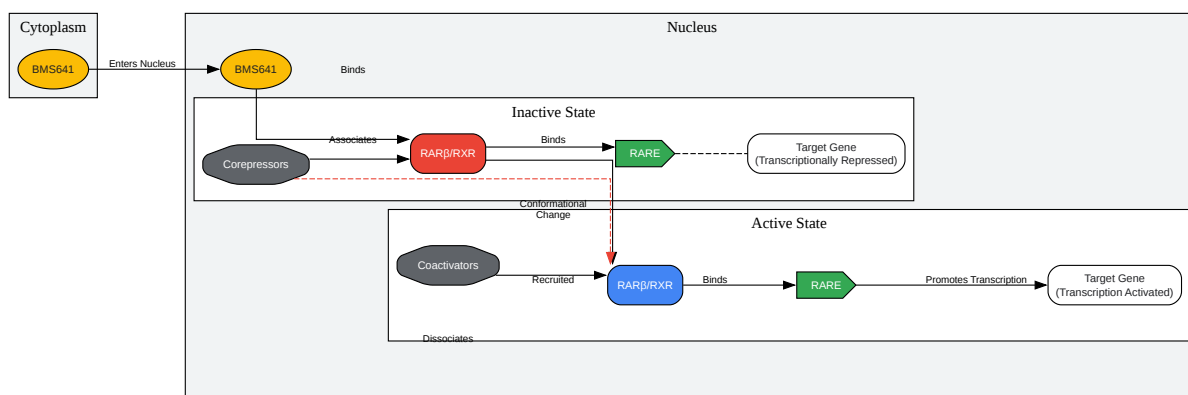 Cytoplasm
Nucleus
BMS641
Enters Nucleus
BMS641
Binds
Inactive State
Associates
Corepressors
RARβ/RXR
Binds
RARE
Target Gene
(Transcriptionally Repressed)
Conformational
Change
Active State
Coactivators
Recruited
RARβ/RXR
Binds
RARE
Promotes Transcription
Target Gene
(Transcription Activated)
Dissociates